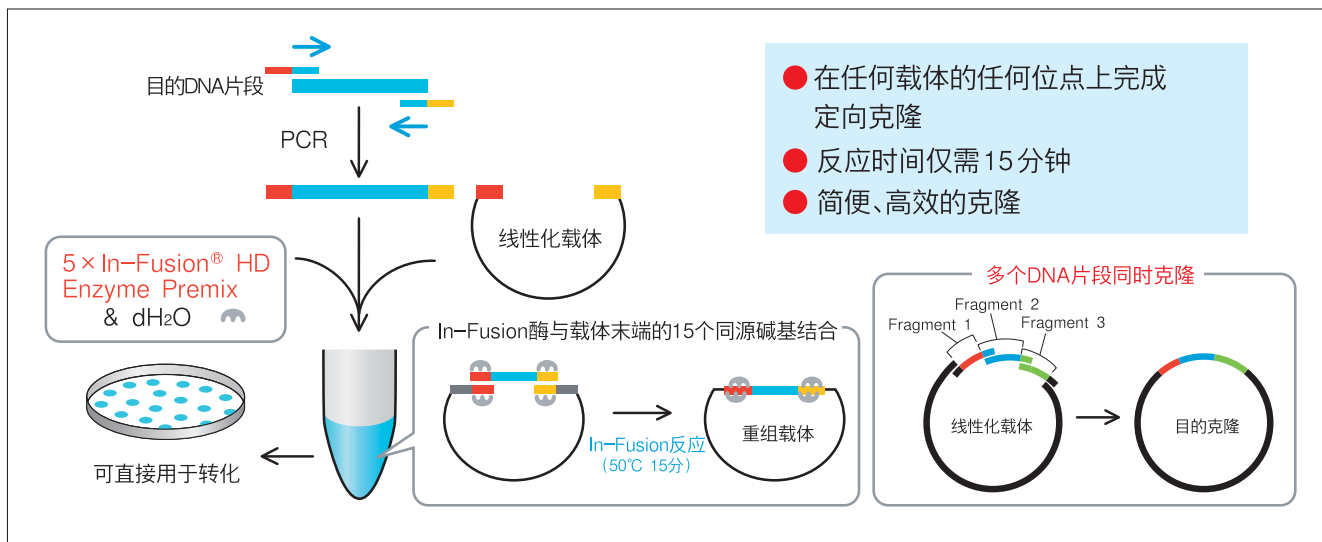 目的DNA片段
PCR
线性化载体
5×In-Fusion® HD
Enzyme Premix
& dH₂O
可直接用于转化
In-Fusion酶与载体末端的15个同源碱基结合
In-Fusion反应
(50℃ 15分)
重组载体
● 在任何载体的任何位点上完成
定向克隆
● 反应时间仅需15分钟
● 简便、高效的克隆
多个DNA片段同时克隆
Fragment 1
Fragment 2
Fragment 3
线性化载体
目的克隆